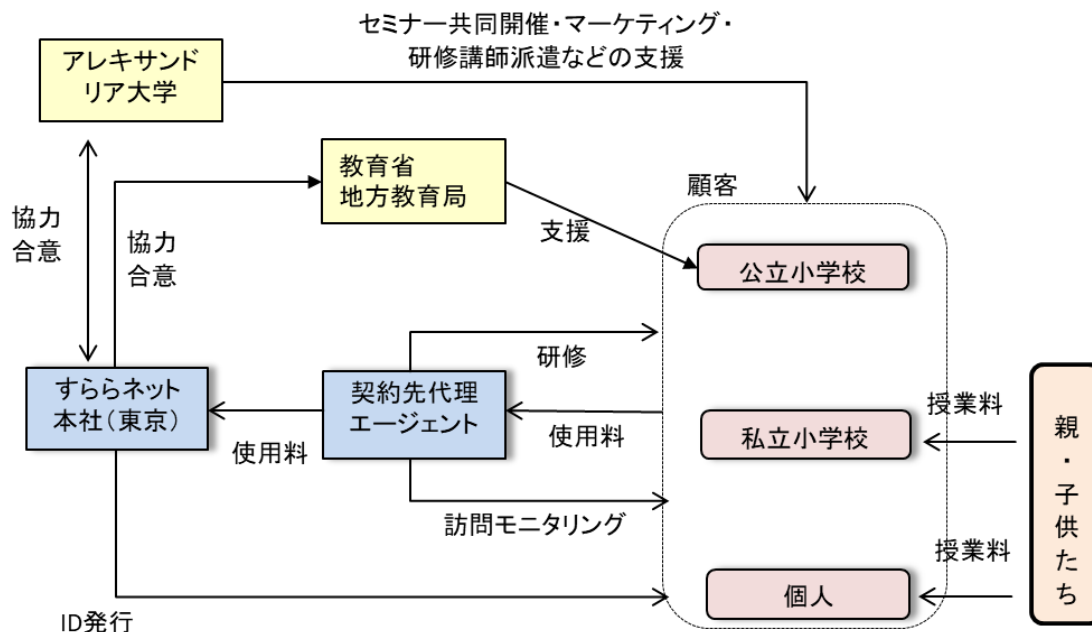 セミナー共同開催・マーケティング・
研修講師派遣などの支援
アレキサンド
リア大学
教育省
地方教育局
顧客
協力
合意
協力
合意
支援
公立小学校
研修
すららネット
本社(東京)
契約先代理
エージェント
使用料
使用料
私立小学校
授業料
親・子供たち
訪問モニタリング
授業料
個人
ID発行